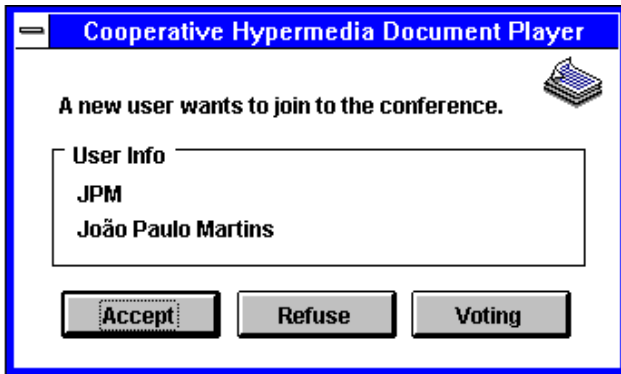 Cooperative Hypermedia Document Player
A new user wants to join to the conference.
User Info
JPM
João Paulo Martins
Accept Refuse Voting